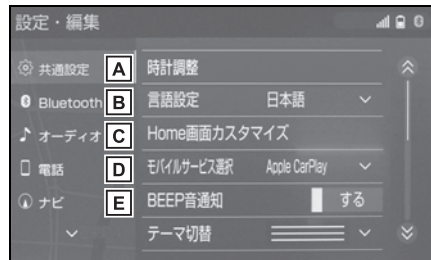 設定・編集
共通設定 A 時計調整
Bluetooth B 言語設定 日本語
オーディオ C Home画面カスタマイズ
電話 D モバイルサービス選択 Apple CarPlay
ナビ E BEEP音通知 する
テーマ切替